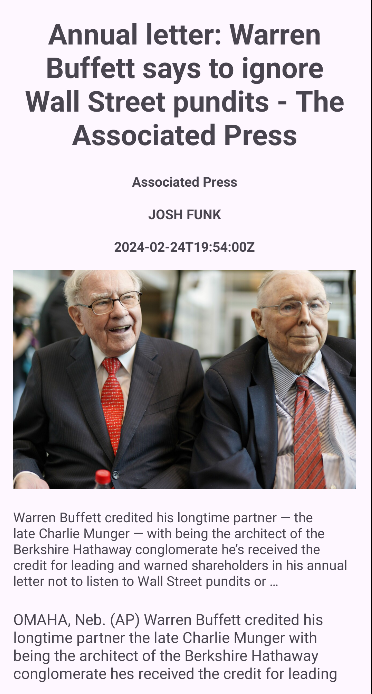 Annual letter: Warren
Buffett says to ignore
Wall Street pundits - The
Associated Press
Associated Press
JOSH FUNK
2024-02-24T19:54:00Z
Warren Buffett credited his longtime partner — the
late Charlie Munger — with being the architect of the
Berkshire Hathaway conglomerate he’s received the
credit for leading and warned shareholders in his annual
letter not to listen to Wall Street pundits or …
OMAHA, Neb. (AP) Warren Buffett credited his
longtime partner the late Charlie Munger with
being the architect of the Berkshire Hathaway
conglomerate hes received the credit for leading